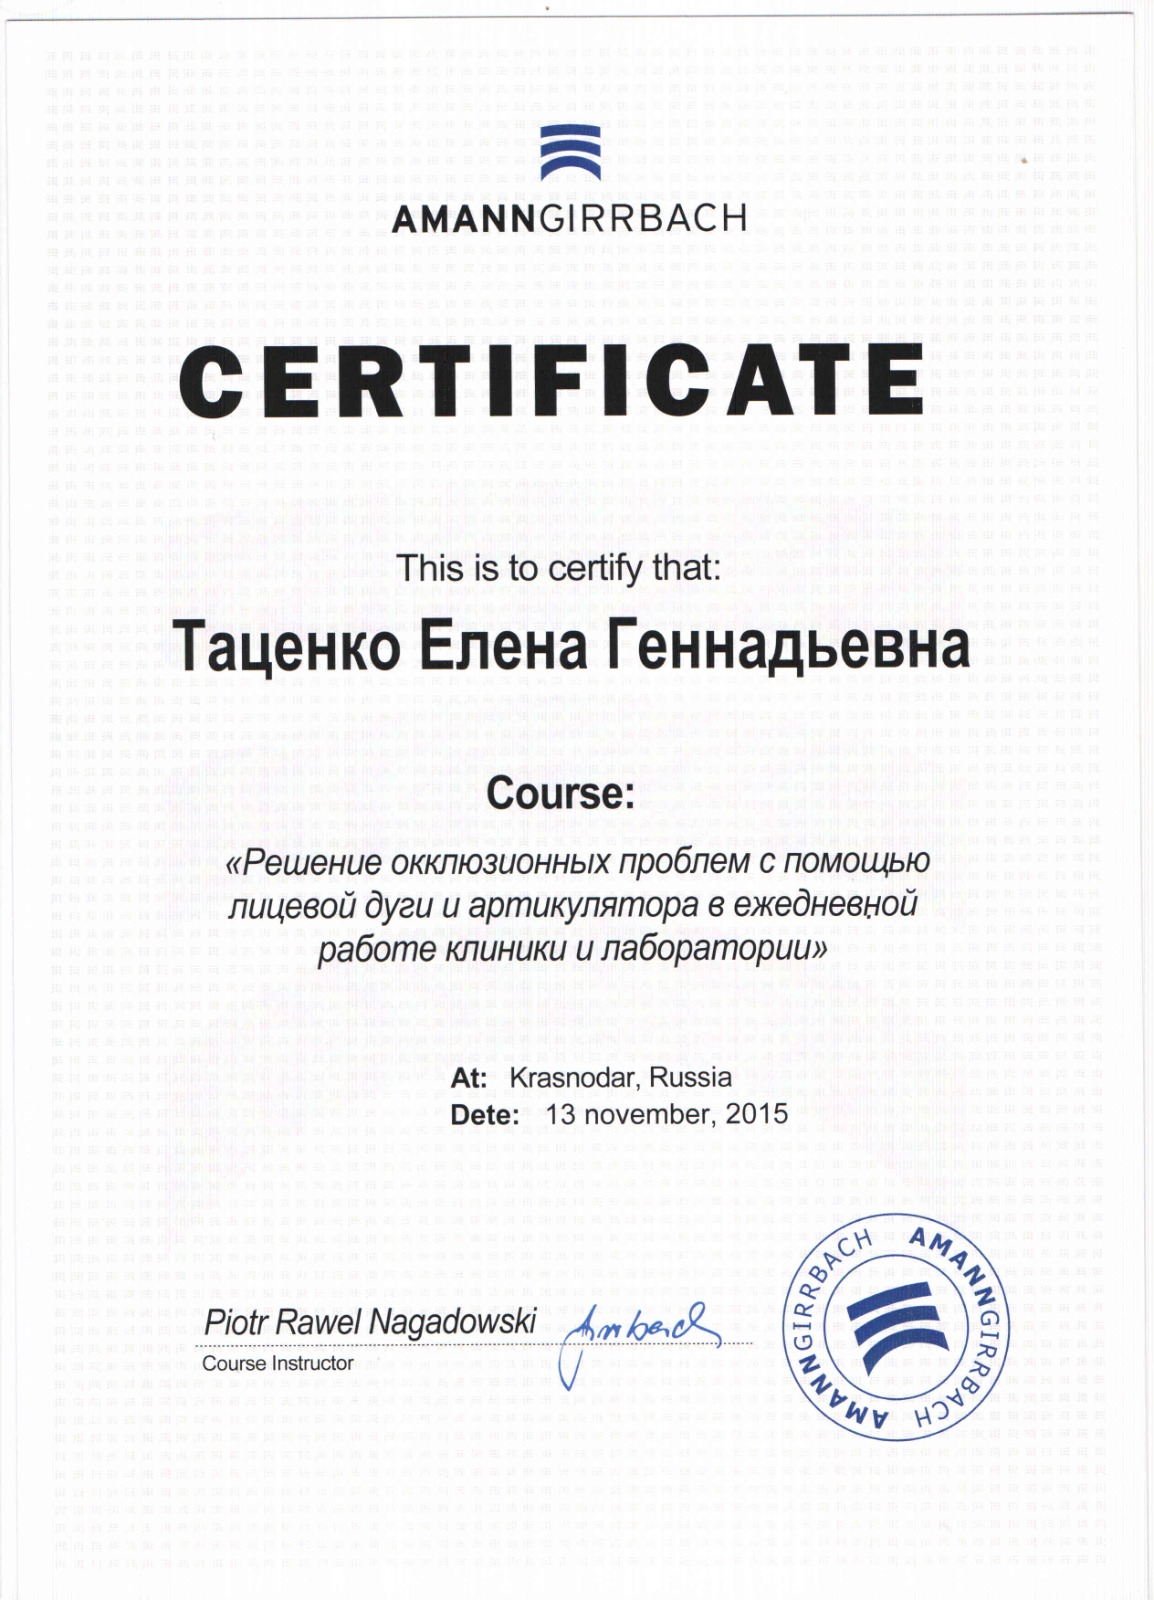 AMANNGIRRBACH
CERTIFICATE
This is to certify that:
Таценко Елена Геннадьевна
Course:
«Решение окклюзионных проблем с помощью
лицевой дуги и артикулятора в ежедневной
работе клиники и лаборатории»
At: Krasnodar, Russia
Dete: 13 november, 2015
Piotr Rawel Nagadowski
Course Instructor
AMANNGIRRBACH AMANNGIRRBACH